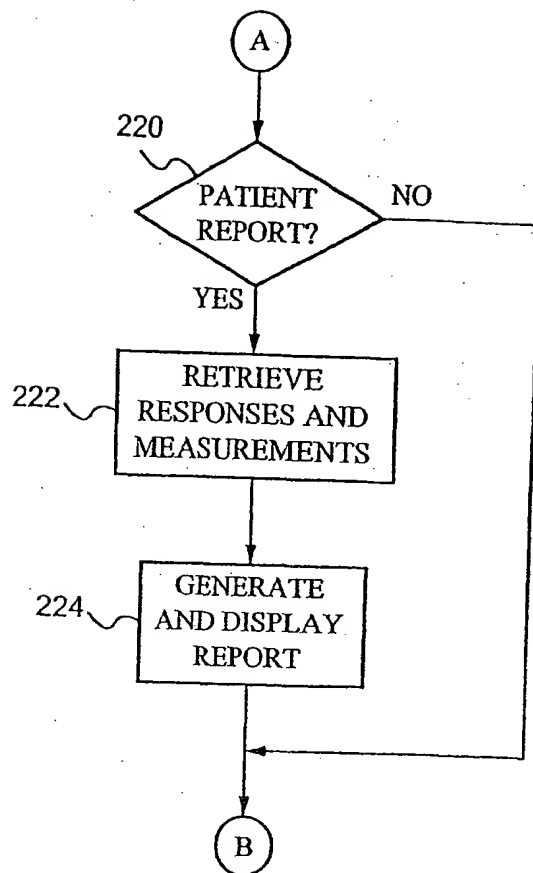 A
220
PATIENT
REPORT?
NO
YES
222
RETRIEVE
RESPONSES AND
MEASUREMENTS
224
GENERATE
AND DISPLAY
REPORT
B